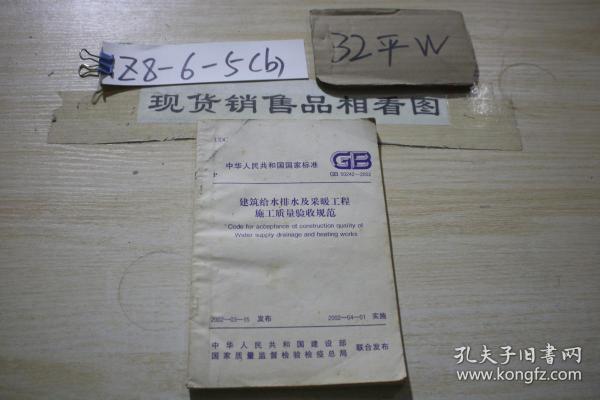 Z8-6-5(b)
32平W
现货销售品相看图
UDC
中华人民共和国国家标准
GB
P
GB 50242—2002
建筑给水排水及采暖工程
施工质量验收规范
Code for acceptance of construction quality of
Water supply drainage and heating works
2002—03—15 发布
2002—04—01 实施
中华人民共和国建设部
国家质量监督检验检疫总局
联合发布
孔夫子旧书网
www.kongfz.com